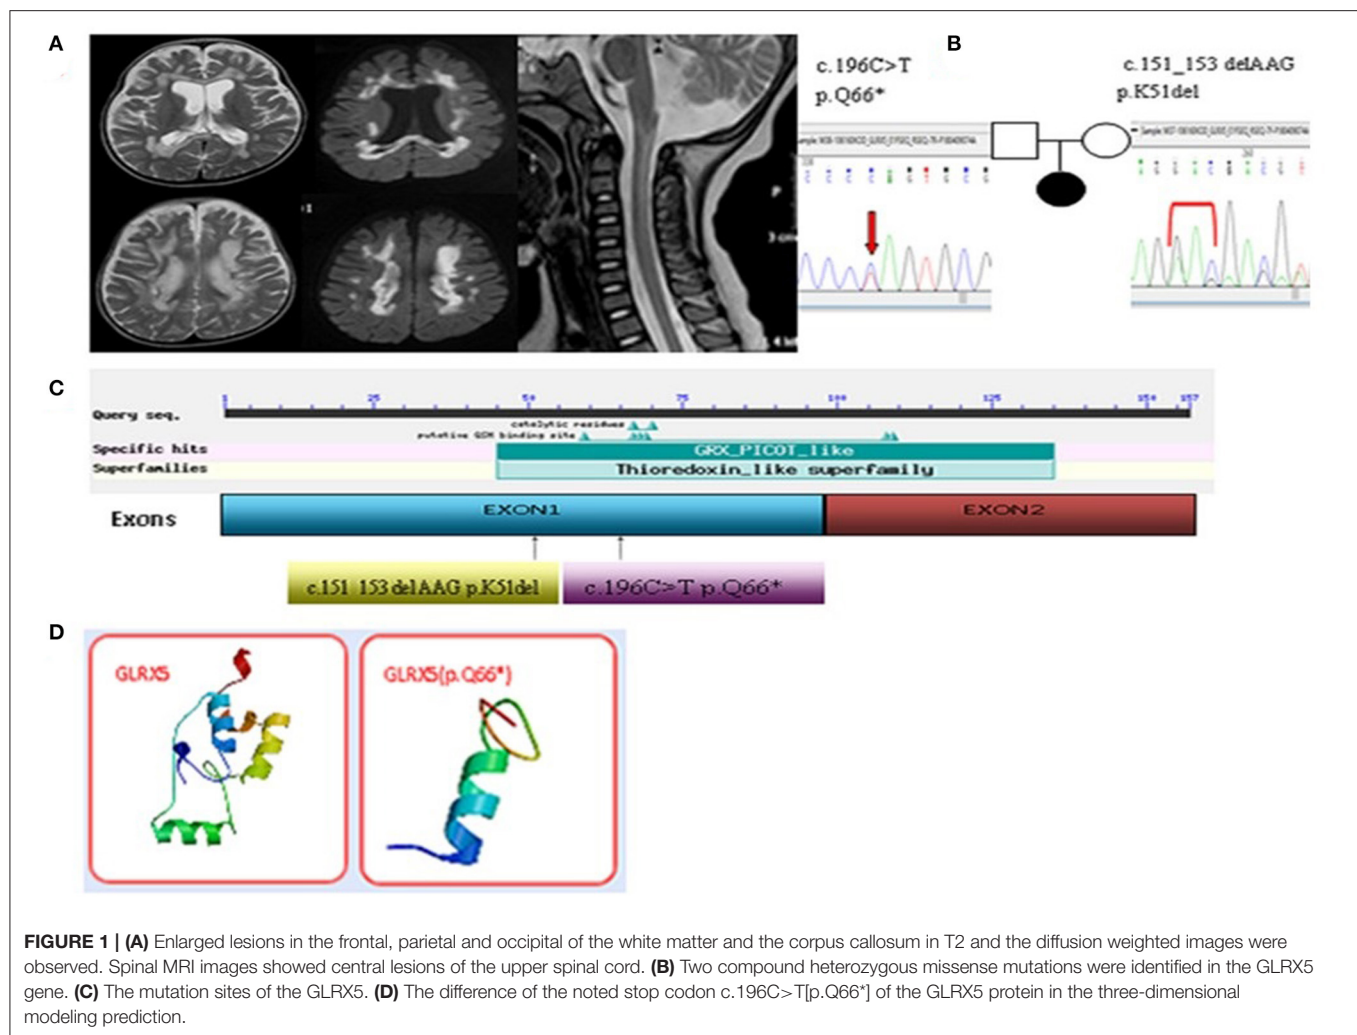 A
B
c.196C>T
p.Q66*
c.151_153 delAAG
p.K51del
P
C
1 25 50 75 100 125 150 157
Query seq.
catalytic residues
putative GSH binding site
Specific hits
GRX_PICOT_like
Superfamilies
Thioredoxin_like superfamily
Exons
EXON1
EXON2
c.151 153 delAAG p.K51del
c.196C>T p.Q66*
D
GLRX5
GLRX5(p.Q66*)
FIGURE 1 | (A) Enlarged lesions in the frontal, parietal and occipital of the white matter and the corpus callosum in T2 and the diffusion weighted images were
observed. Spinal MRI images showed central lesions of the upper spinal cord. (B) Two compound heterozygous missense mutations were identified in the GLRX5
gene. (C) The mutation sites of the GLRX5. (D) The difference of the noted stop codon c.196C>T[p.Q66*] of the GLRX5 protein in the three-dimensional
modeling prediction.